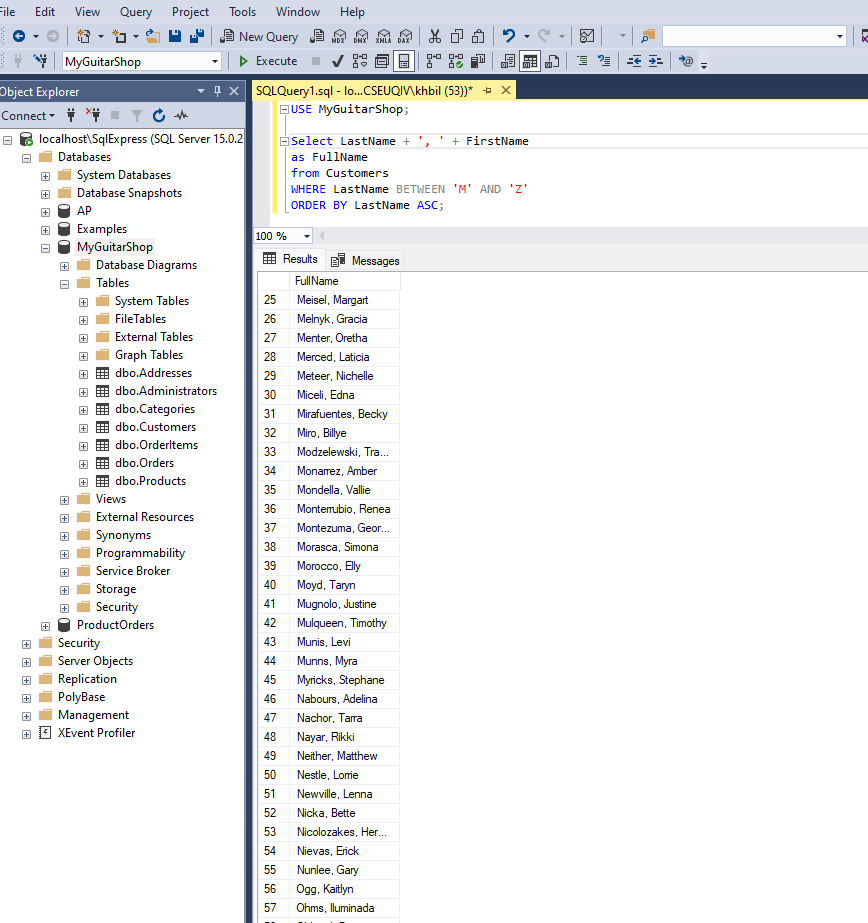 File Edit View Query Project Tools Window Help
New Query MDX DMX XMLA DAX
MyGuitarShop Execute
Object Explorer
Connect
localhost\SqlExpress (SQL Server 15.0.2
Databases
System Databases
Database Snapshots
AP
Examples
MyGuitarShop
Database Diagrams
Tables
System Tables
FileTables
External Tables
Graph Tables
dbo.Addresses
dbo.Administrators
dbo.Categories
dbo.Customers
dbo.OrderItems
dbo.Orders
dbo.Products
Views
External Resources
Synonyms
Programmability
Service Broker
Storage
Security
ProductOrders
Security
Server Objects
Replication
PolyBase
Management
XEvent Profiler
SQLQuery1.sql - lo...CSEUQIV\khbil (53))*
USE MyGuitarShop;
Select LastName + ', ' + FirstName
as FullName
from Customers
WHERE LastName BETWEEN 'M' AND 'Z'
ORDER BY LastName ASC;
100 %
Results Messages
FullName
25 Meisel, Margart
26 Melnyk, Gracia
27 Menter, Oretha
28 Merced, Laticia
29 Meteer, Nichelle
30 Miceli, Edna
31 Mirafuentes, Becky
32 Miro, Billye
33 Modzelewski, Tra...
34 Monarrez, Amber
35 Mondella, Vallie
36 Monterrubio, Renea
37 Montezuma, Geor...
38 Morasca, Simona
39 Morocco, Elly
40 Moyd, Taryn
41 Mugnolo, Justine
42 Mulqueen, Timothy
43 Munis, Levi
44 Munns, Myra
45 Myricks, Stephane
46 Nabours, Adelina
47 Nachor, Tarra
48 Nayar, Rikki
49 Neither, Matthew
50 Nestle, Lorrie
51 Newville, Lenna
52 Nicka, Bette
53 Nicolozakes, Her...
54 Nievas, Erick
55 Nunlee, Gary
56 Ogg, Kaitlyn
57 Ohms, Iluminada